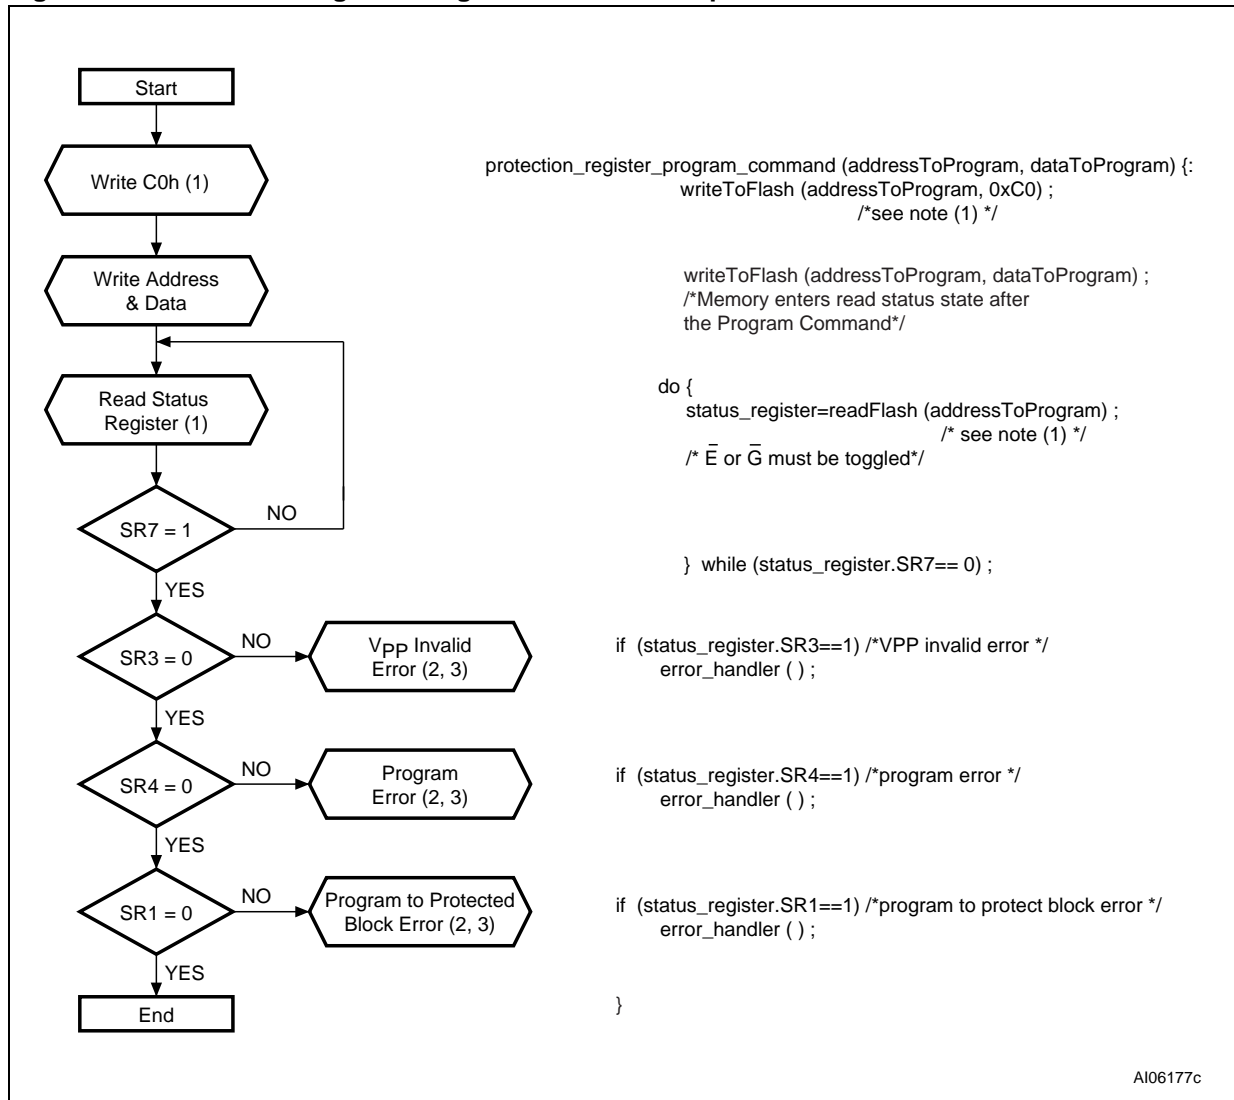 Start
Write C0h (1)
Write Address
& Data
Read Status
Register (1)
SR7 = 1
NO
YES
SR3 = 0
NO
VPP Invalid
Error (2, 3)
YES
SR4 = 0
NO
Program
Error (2, 3)
YES
SR1 = 0
NO
Program to Protected
Block Error (2, 3)
YES
End
protection_register_program_command (addressToProgram, dataToProgram) {:
writeToFlash (addressToProgram, 0xC0) ;
/*see note (1) */
writeToFlash (addressToProgram, dataToProgram) ;
/*Memory enters read status state after
the Program Command*/
do {
status_register=readFlash (addressToProgram) ;
/* see note (1) */
/* E̅ or G̅ must be toggled*/
} while (status_register.SR7== 0) ;
if (status_register.SR3==1) /*VPP invalid error */
error_handler ( ) ;
if (status_register.SR4==1) /*program error */
error_handler ( ) ;
if (status_register.SR1==1) /*program to protect block error */
error_handler ( ) ;
}
AI06177c